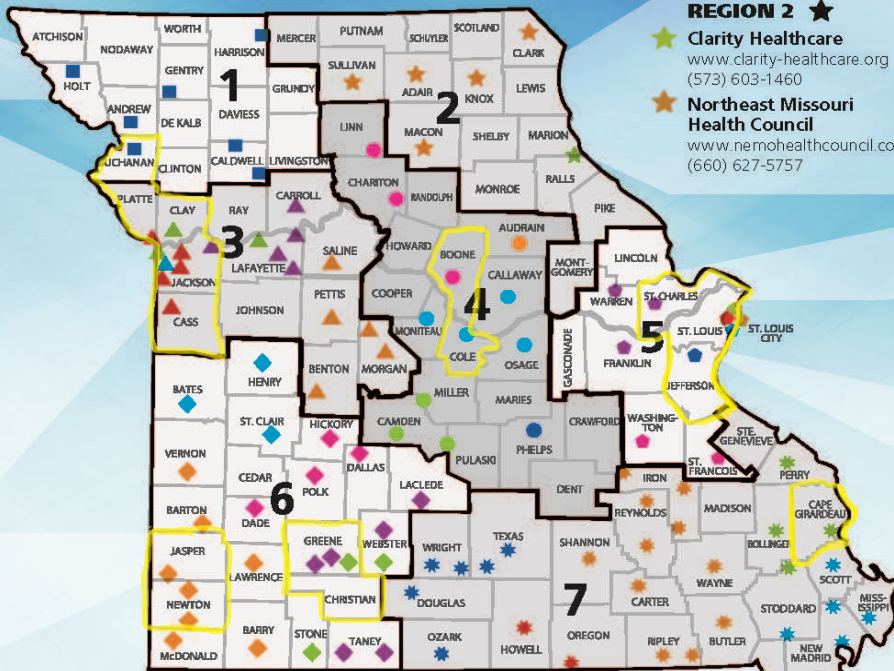 REGION 2
Clarity Healthcare
www.clarity-healthcare.org
(573) 603-1460
Northeast Missouri
Health Council
www.nemohealthcouncil.co
(660) 627-5757
ATCHISON
NODAWAY
WORTH
HARRISON
MERCER
PUTNAM
SCHUYLER
SCOTLAND
CLARK
HOLT
GENTRY
1
GRUNDY
SULLIVAN
ADAIR
KNOX
LEWIS
ANDREW
DE KALB
DAVIESS
2
LINN
MACON
SHELBY
MARION
BUCHANAN
CLINTON
CALDWELL
LIVINGSTON
CHARITON
RANDOLPH
MONROE
RALLS
PIKE
PLATTE
CLAY
RAY
CARROLL
3
SALINE
HOWARD
BOONE
AUDRAIN
MONT-
GOMERY
LINCOLN
JACKSON
LAFAYETTE
COOPER
CALLAWAY
WARREN
ST. CHARLES
CASS
JOHNSON
PETTIS
MONITEAU
4
COLE
OSAGE
GASCONADE
5
FRANKLIN
ST. LOUIS
ST. LOUIS
CITY
JEFFERSON
BATES
HENRY
BENTON
MORGAN
MILLER
MARIES
CAMDEN
CRAWFORD
WASHING-
TON
STE.
GENEVIEVE
VERNON
ST. CLAIR
HICKORY
DALLAS
PULASKI
PHELPS
DENT
ST.
FRANCOIS
PERRY
CEDAR
POLK
LACLEDE
IRON
REYNOLDS
MADISON
CAPE
GIRARDEAU
BARTON
DADE
6
BOLLINGER
JASPER
GREENE
WEBSTER
WRIGHT
TEXAS
SHANNON
WAYNE
SCOTT
LAWRENCE
NEWTON
CHRISTIAN
DOUGLAS
7
CARTER
STODDARD
MISS-
ISSIPPI
McDONALD
BARRY
STONE
TANEY
OZARK
HOWELL
OREGON
RIPLEY
BUTLER
NEW
MADRID